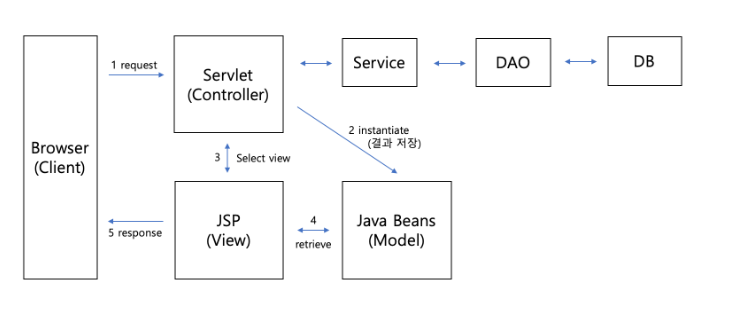 Browser
(Client)
1 request
Servlet
(Controller)
Service
DAO
DB
2 instantiate
(결과 저장)
3 Select view
JSP
(View)
4
retrieve
Java Beans
(Model)
5 response